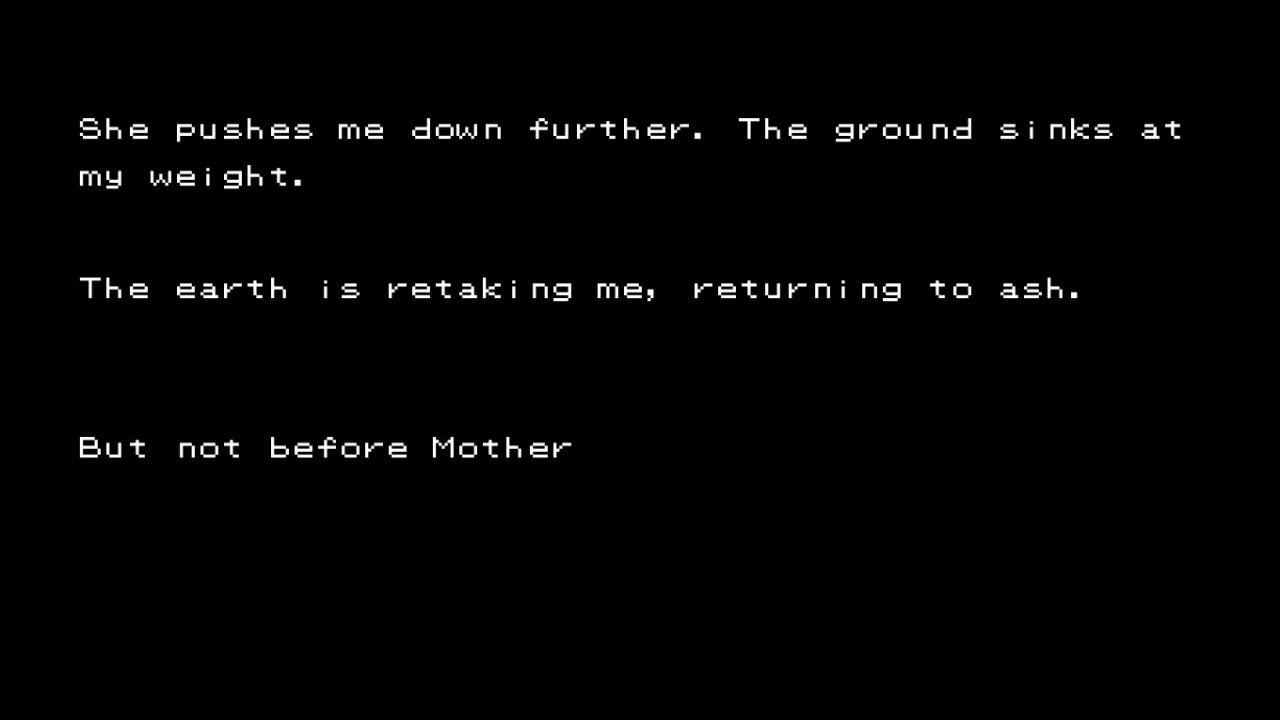 She pushes me down further. The ground sinks at
my weight.
The earth is retaking me, returning to ash.
But not before Mother